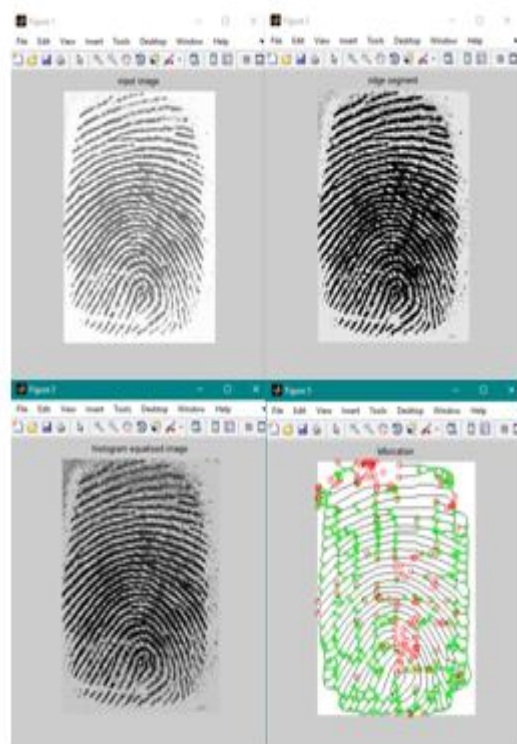 Figure 1
File Edit View Insert Tools Desktop Window Help
input image
Figure 2
File Edit View Insert Tools Desktop Window Help
ridge segment
Figure 3
File Edit View Insert Tools Desktop Window Help
histogram equalised image
Figure 5
File Edit View Insert Tools Desktop Window Help
bifurcation